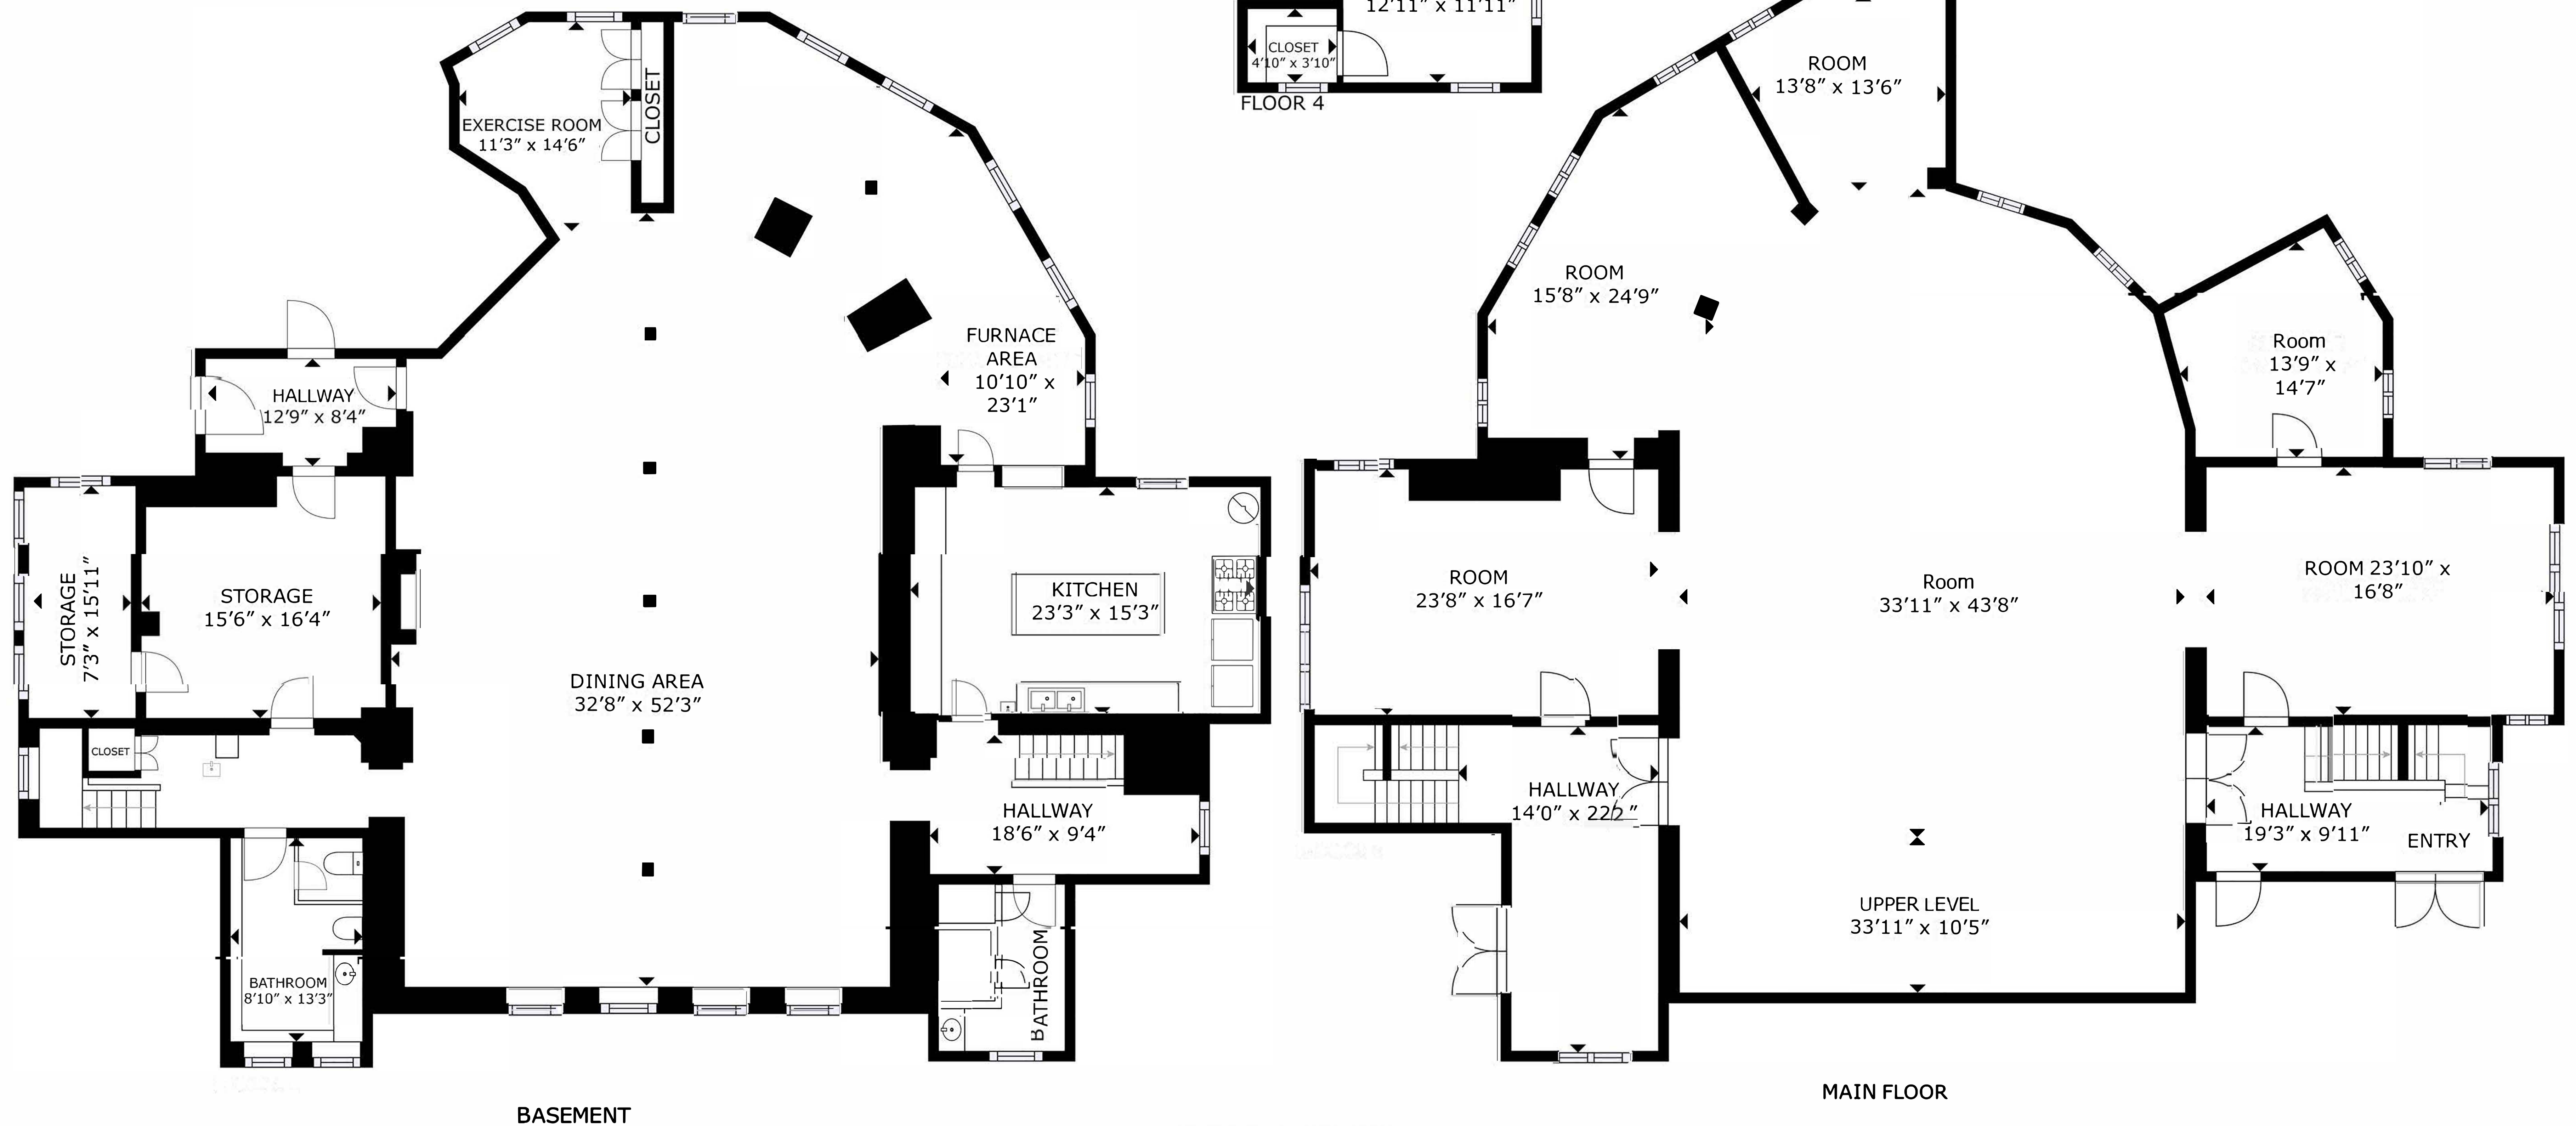 EXERCISE ROOM
11'3" x 14'6"
CLOSET
HALLWAY
12'9" x 8'4"
FURNACE
AREA
10'10" x
23'1"
STORAGE
7'3" x 15'11"
STORAGE
15'6" x 16'4"
KITCHEN
23'3" x 15'3"
DINING AREA
32'8" x 52'3"
CLOSET
HALLWAY
18'6" x 9'4"
BATHROOM
8'10" x 13'3"
BATHROOM
BASEMENT
12'11" x 11'11"
CLOSET
4'10" x 3'10"
FLOOR 4
ROOM
13'8" x 13'6"
ROOM
15'8" x 24'9"
Room
13'9" x
14'7"
ROOM
23'8" x 16'7"
Room
33'11" x 43'8"
ROOM 23'10" x
16'8"
HALLWAY
14'0" x
HALLWAY
19'3" x 9'11"
ENTRY
UPPER LEVEL
33'11" x 10'5"
MAIN FLOOR